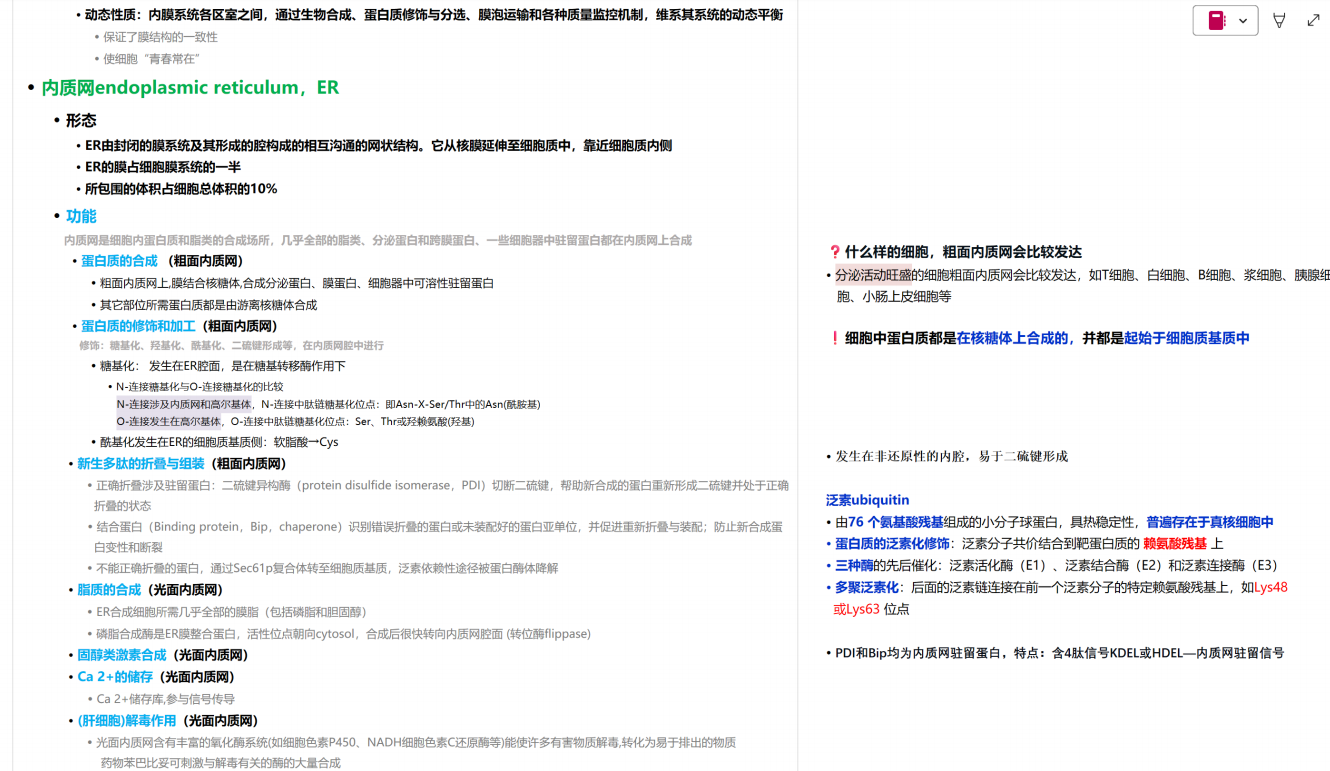 • 动态性质：内膜系统各区室之间，通过生物合成、蛋白质修饰与分选、膜泡运输和各种质量监控机制，维系其系统的动态平衡
• 保证了膜结构的一致性
• 使细胞“青春常在”
• 内质网endoplasmic reticulum，ER
• 形态
• ER由封闭的膜系统及其形成的腔构成的相互沟通的网状结构。它从核膜延伸至细胞质中，靠近细胞质内侧
• ER的膜占细胞膜系统的一半
• 所包围的体积占细胞总体积的10%
• 功能
内质网是细胞内蛋白质和脂类的合成场所，几乎全部的脂类、分泌蛋白和跨膜蛋白、一些细胞器中驻留蛋白都在内质网上合成
• 蛋白质的合成 （粗面内质网）
• 粗面内质网上,膜结合核糖体,合成分泌蛋白、膜蛋白、细胞器中可溶性驻留蛋白
• 其它部位所需蛋白质都是由游离核糖体合成
• 蛋白质的修饰和加工（粗面内质网）
修饰：糖基化、羟基化、酰基化、二硫键形成等，在内质网腔中进行
• 糖基化： 发生在ER腔面，是在糖基转移酶作用下
• N-连接糖基化与O-连接糖基化的比较
N-连接涉及内质网和高尔基体，N-连接中肽链糖基化位点：即Asn-X-Ser/Thr中的Asn(酰胺基)
O-连接发生在高尔基体，O-连接中肽链糖基化位点：Ser、Thr或羟赖氨酸(羟基)
• 酰基化发生在ER的细胞质基质侧：软脂酸→Cys
• 新生多肽的折叠与组装（粗面内质网）
• 正确折叠涉及驻留蛋白：二硫键异构酶（protein disulfide isomerase，PDI）切断二硫键，帮助新合成的蛋白重新形成二硫键并处于正确
折叠的状态
• 结合蛋白（Binding protein，Bip，chaperone）识别错误折叠的蛋白或未装配好的蛋白亚单位，并促进重新折叠与装配；防止新合成蛋
白变性和断裂
• 不能正确折叠的蛋白，通过Sec61p复合体转至细胞质基质，泛素依赖性途径被蛋白酶体降解
• 脂质的合成（光面内质网）
• ER合成细胞所需几乎全部的膜脂（包括磷脂和胆固醇）
• 磷脂合成酶是ER膜整合蛋白，活性位点朝向cytosol，合成后很快转向内质网腔面 (转位酶flippase)
• 固醇类激素合成（光面内质网）
• Ca 2+的储存（光面内质网）
• Ca 2+储存库,参与信号传导
• (肝细胞)解毒作用（光面内质网）
• 光面内质网含有丰富的氧化酶系统(如细胞色素P450、NADH细胞色素C还原酶等)能使许多有害物质解毒,转化为易于排出的物质
药物苯巴比妥可刺激与解毒有关的酶的大量合成
❓什么样的细胞，粗面内质网会比较发达
• 分泌活动旺盛的细胞粗面内质网会比较发达，如T细胞、白细胞、B细胞、浆细胞、胰腺细
胞、小肠上皮细胞等
❗细胞中蛋白质都是在核糖体上合成的，并都是起始于细胞质基质中
• 发生在非还原性的内腔，易于二硫键形成
泛素ubiquitin
• 由76 个氨基酸残基组成的小分子球蛋白，具热稳定性，普遍存在于真核细胞中
• 蛋白质的泛素化修饰：泛素分子共价结合到靶蛋白质的 赖氨酸残基 上
• 三种酶的先后催化：泛素活化酶（E1）、泛素结合酶（E2）和泛素连接酶（E3）
• 多聚泛素化：后面的泛素链连接在前一个泛素分子的特定赖氨酸残基上，如Lys48
或Lys63 位点
• PDI和Bip均为内质网驻留蛋白，特点：含4肽信号KDEL或HDEL—内质网驻留信号